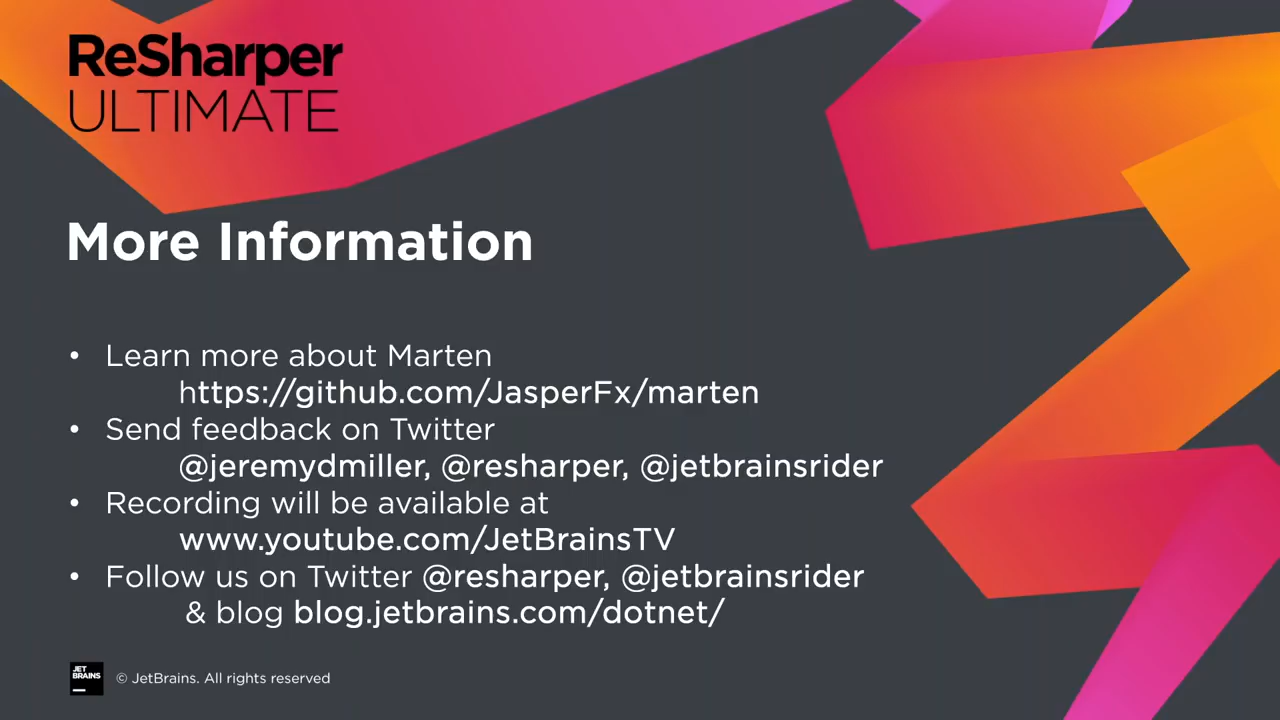 ReSharper
ULTIMATE
More Information
• Learn more about Marten
https://github.com/JasperFx/marten
• Send feedback on Twitter
@jeremydmiller, @resharper, @jetbrainsrider
• Recording will be available at
www.youtube.com/JetBrainsTV
• Follow us on Twitter @resharper, @jetbrainsrider
& blog blog.jetbrains.com/dotnet/
JET
BRAINS
© JetBrains. All rights reserved